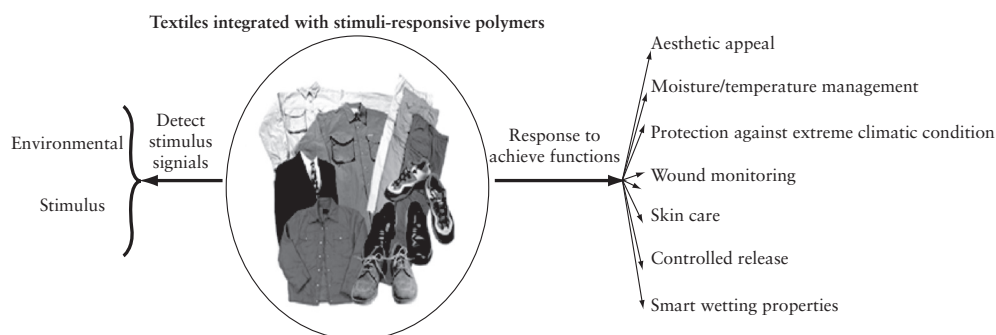 Textiles integrated with stimuli-responsive polymers
Environmental
Stimulus
Detect
stimulus
signials
Response to
achieve functions
Aesthetic appeal
Moisture/temperature management
Protection against extreme climatic condition
Wound monitoring
Skin care
Controlled release
Smart wetting properties